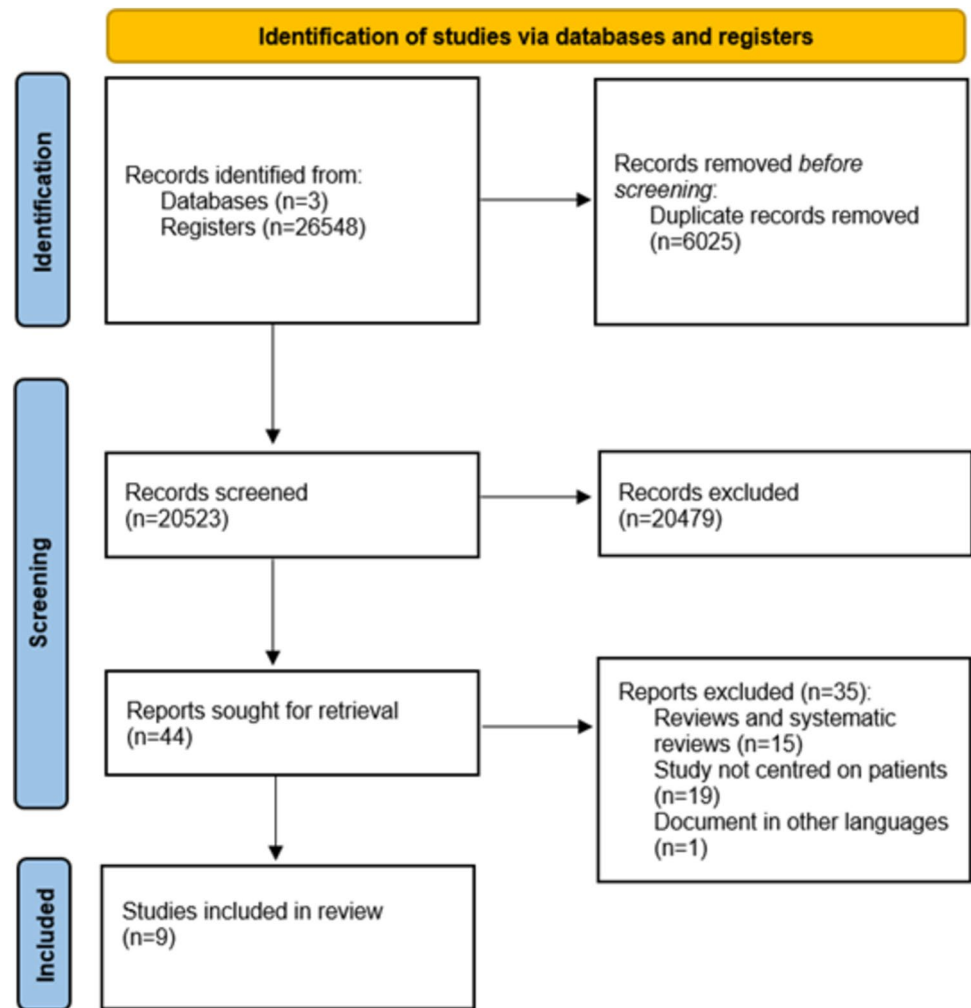 Identification of studies via databases and registers
Identification
Records identified from:
Databases (n=3)
Registers (n=26548)
Records removed before
screening:
Duplicate records removed
(n=6025)
Screening
Records screened
(n=20523)
Records excluded
(n=20479)
Reports sought for retrieval
(n=44)
Reports excluded (n=35):
Reviews and systematic
reviews (n=15)
Study not centred on patients
(n=19)
Document in other languages
(n=1)
Included
Studies included in review
(n=9)